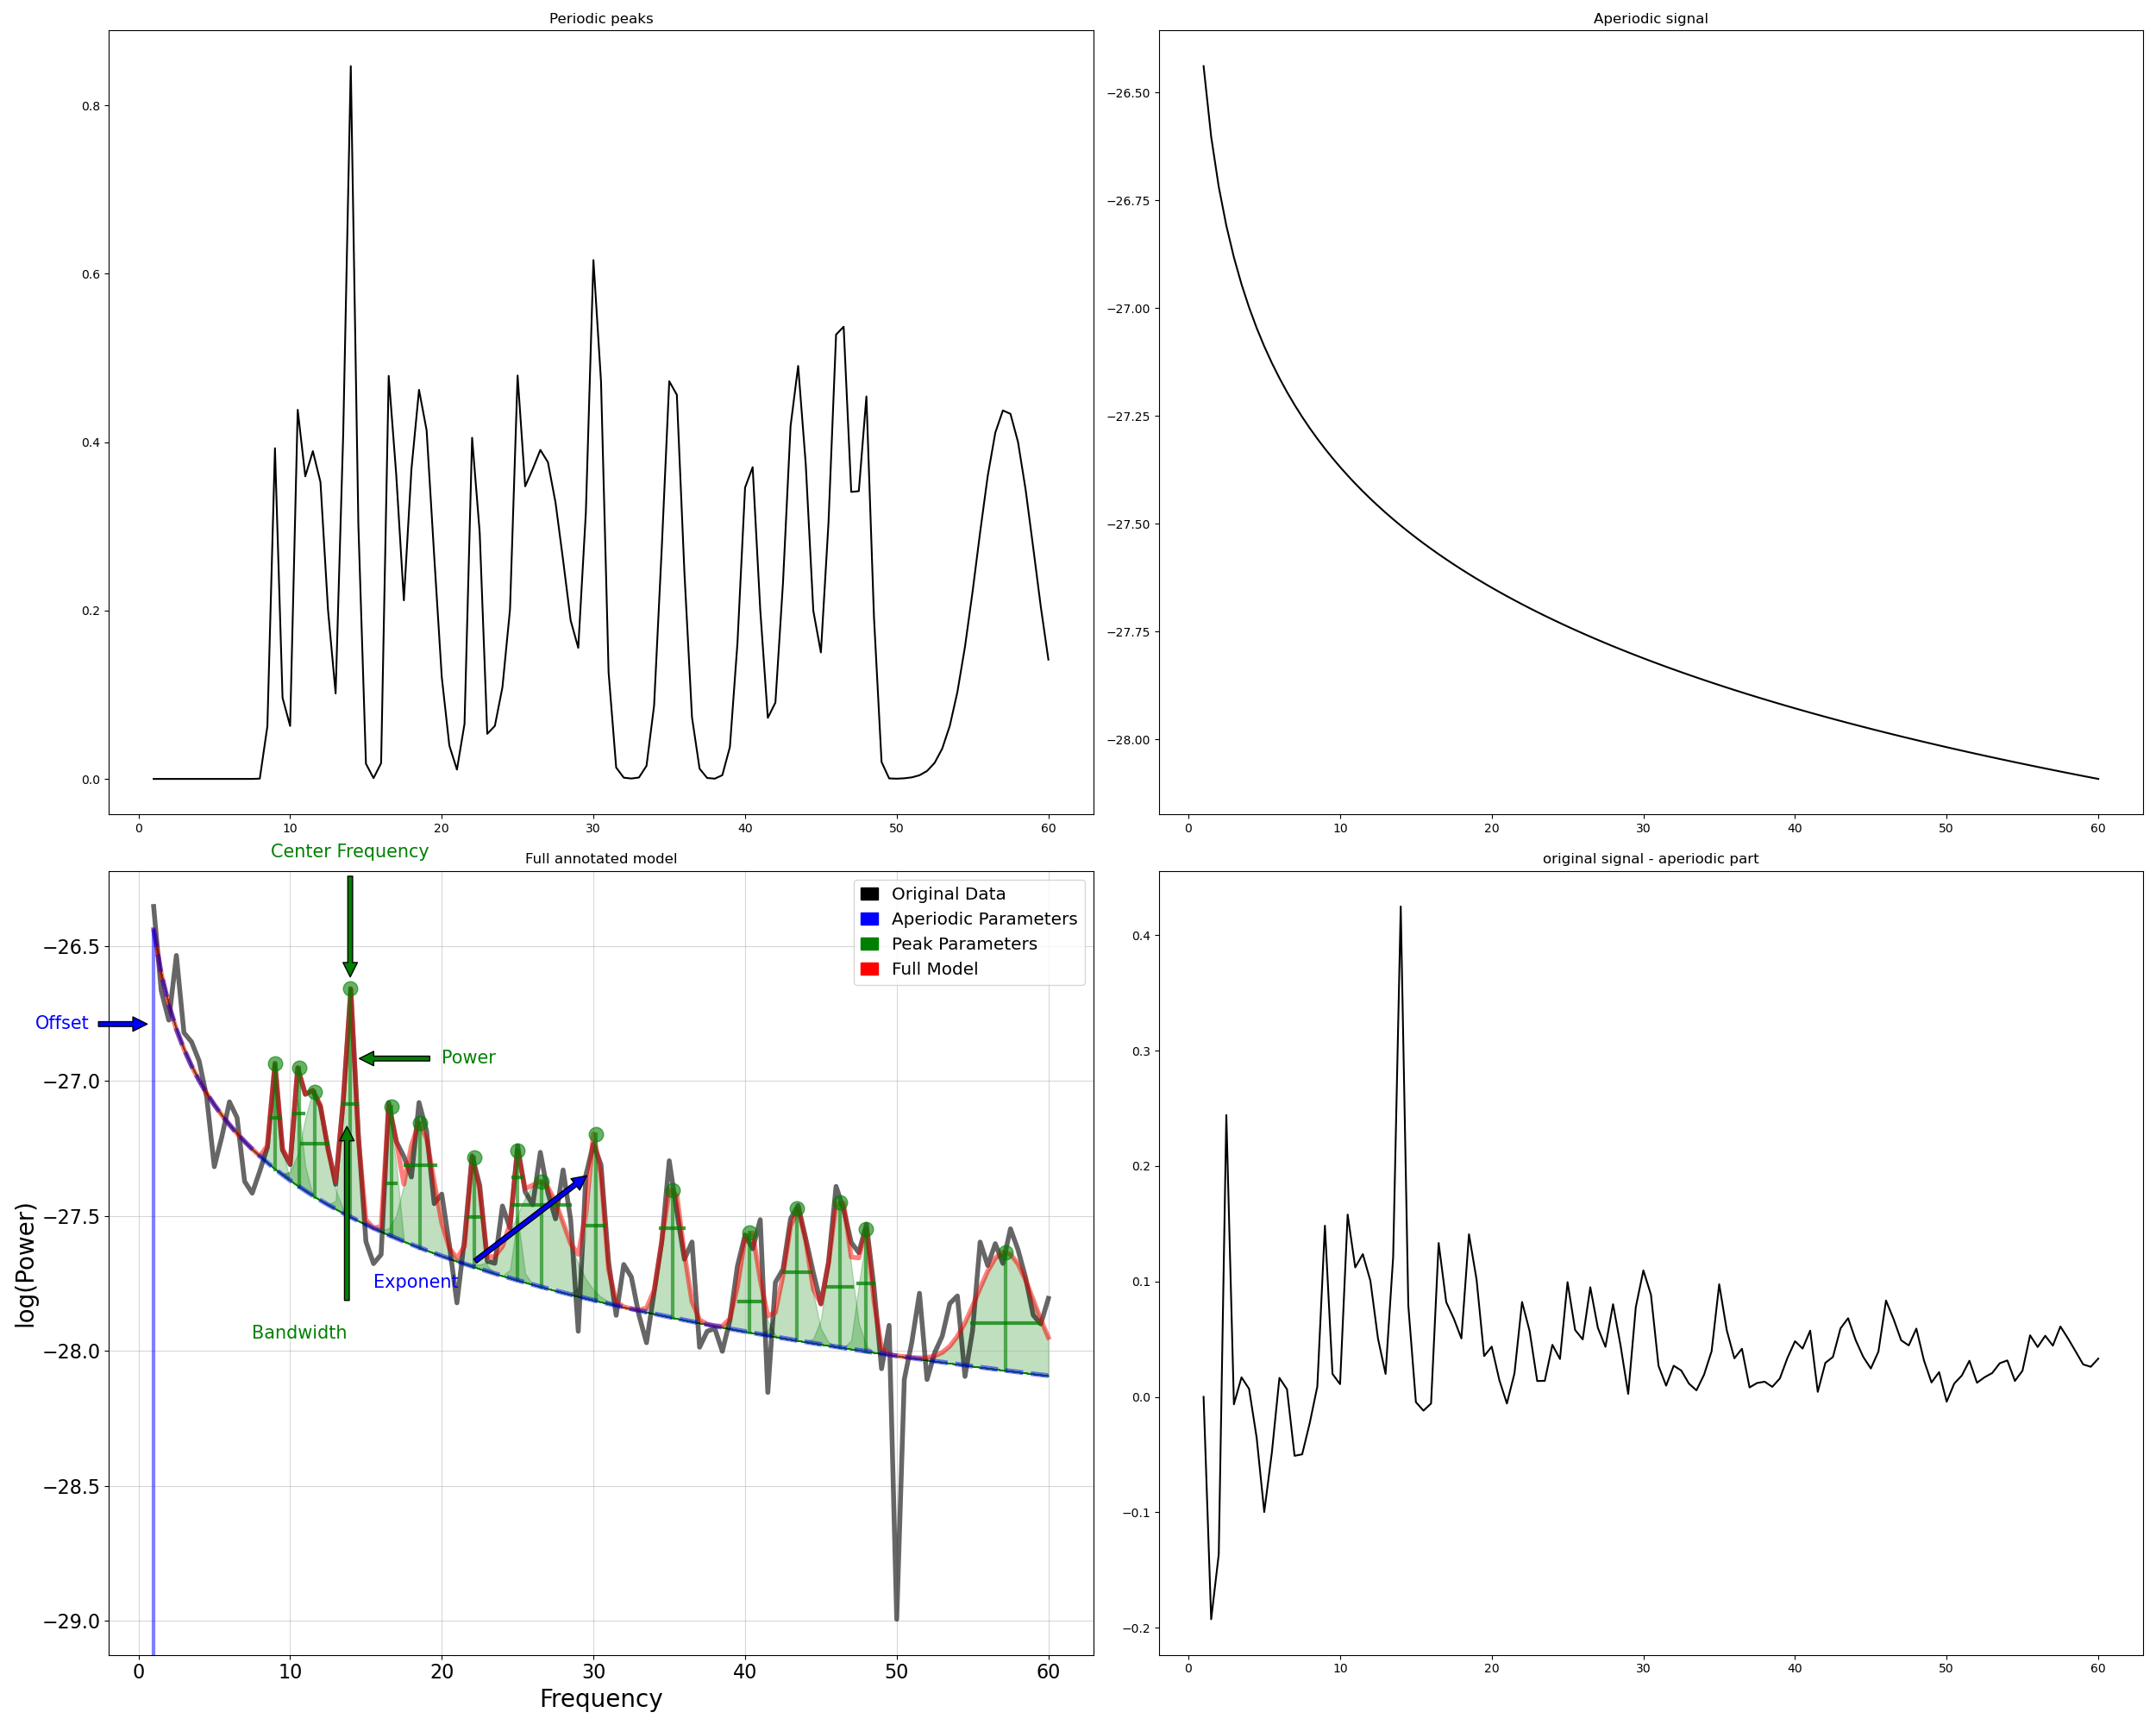 Periodic peaks
0.8
0.6
0.4
0.2
0.0
0 10 20 30 40 50 60
Aperiodic signal
−26.50
−26.75
−27.00
−27.25
−27.50
−27.75
−28.00
0 10 20 30 40 50 60
Full annotated model
Center Frequency
Original Data
Aperiodic Parameters
Peak Parameters
Full Model
Offset
Power
Exponent
Bandwidth
log(Power)
−26.5
−27.0
−27.5
−28.0
−28.5
−29.0
0 10 20 30 40 50 60
Frequency
original signal - aperiodic part
0.4
0.3
0.2
0.1
0.0
−0.1
−0.2
0 10 20 30 40 50 60